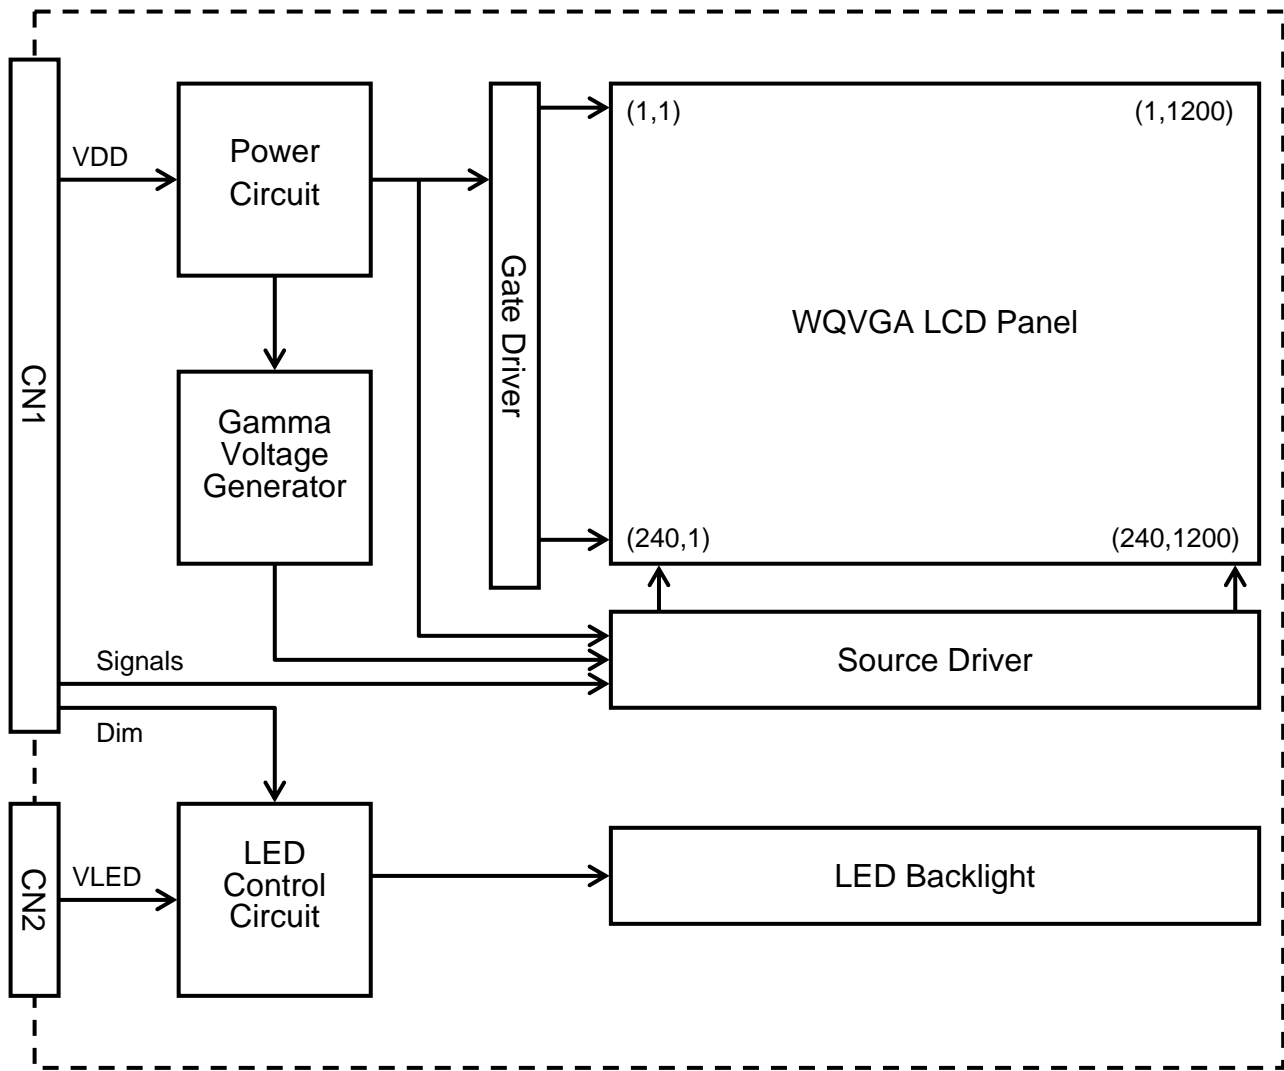 (1,1)
(1,1200)
VDD
Power
Circuit
Gate Driver
WQVGA LCD Panel
CN1
Gamma
Voltage
Generator
(240,1)
(240,1200)
Signals
Source Driver
Dim
CN2
VLED
LED
Control
Circuit
LED Backlight